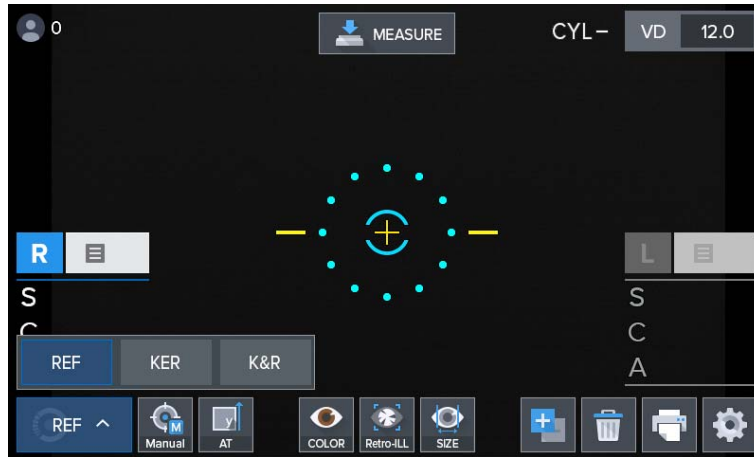 0
MEASURE
CYL−
VD 12.0
R
L
S
S
C
C
A
REF KER K&R
REF
M
Manual
y
AT
COLOR
Retro-ILL
SIZE